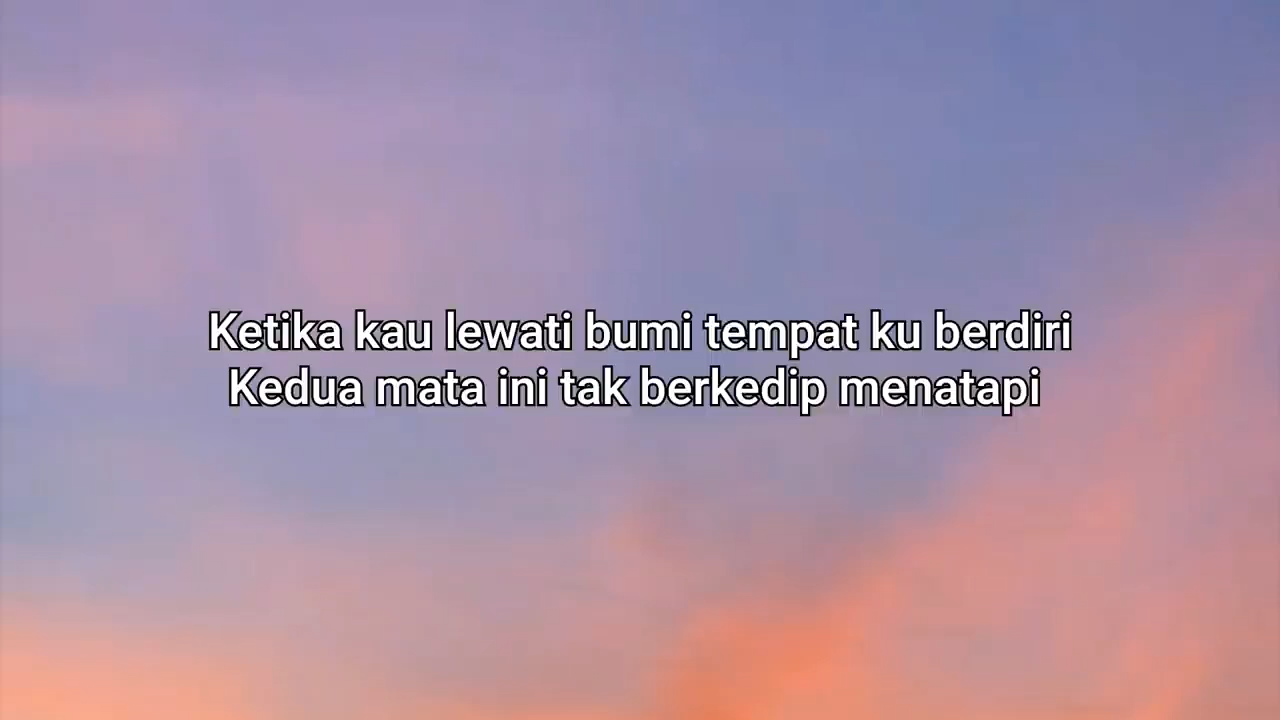 Ketika kau lewati bumi tempat ku berdiri
Kedua mata ini tak berkedip menatapi